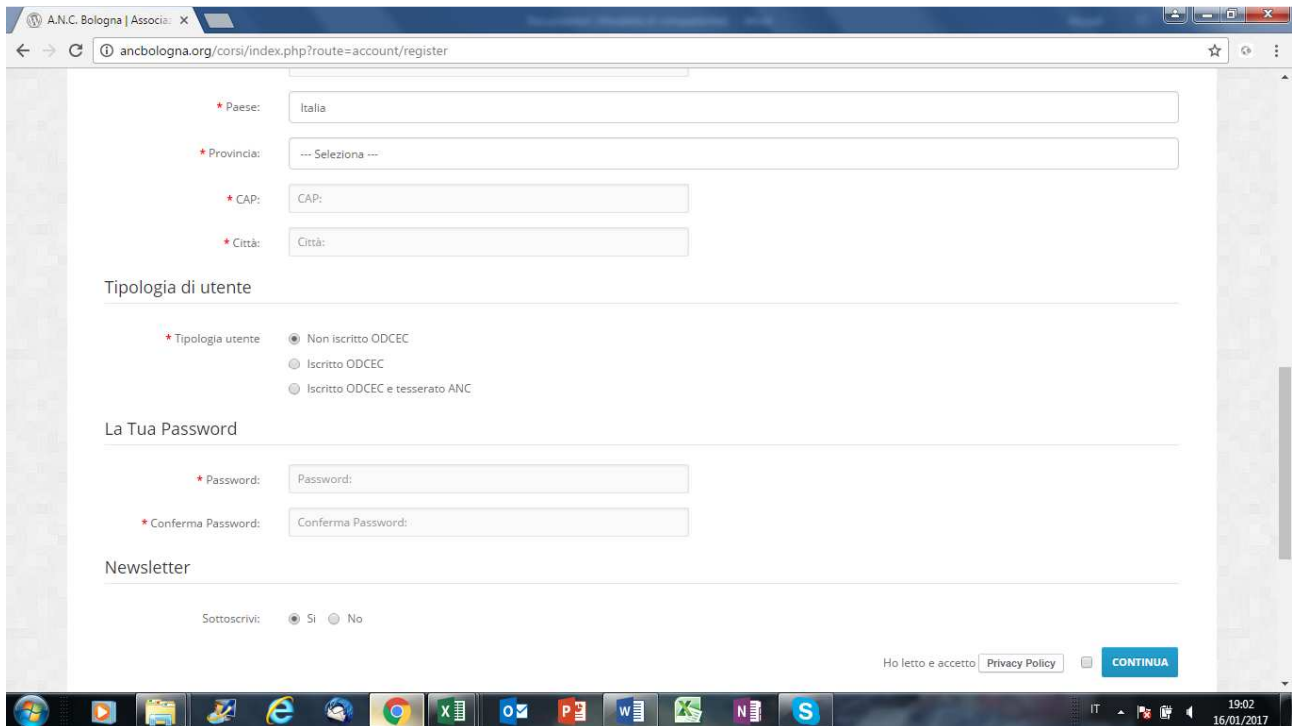 A.N.C. Bologna | Associa
ancbologna.org/corsi/index.php?route=account/register
* Paese: Italia
* Provincia: --- Seleziona ---
* CAP: CAP:
* Città: Città:
Tipologia di utente
* Tipologia utente Non iscritto ODCEC
Iscritto ODCEC
Iscritto ODCEC e tesserato ANC
La Tua Password
* Password: Password:
* Conferma Password: Conferma Password:
Newsletter
Sottoscrivi: Si No
Ho letto e accetto Privacy Policy CONTINUA
IT 19:02
16/01/2017